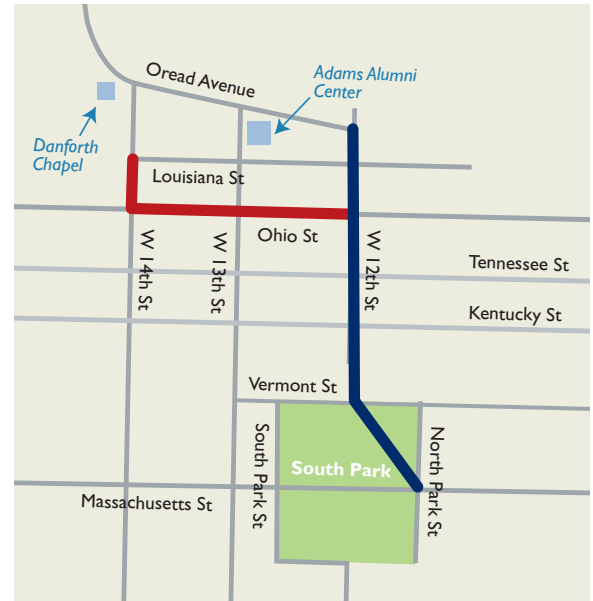 Oread Avenue
Adams Alumni
Center
Danforth
Chapel
Louisiana St
Ohio St
W 14th St
W 13th St
W 12th St
Tennessee St
Kentucky St
Vermont St
South Park St
South Park
North Park St
Massachusetts St